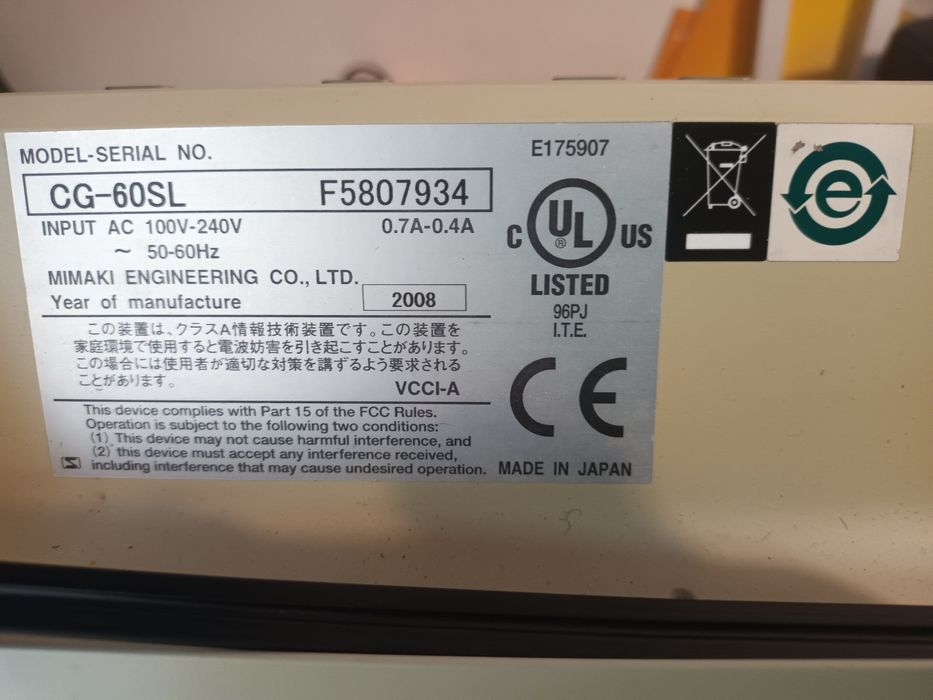 MODEL-SERIAL NO.
CG-60SL F5807934
INPUT AC 100V-240V 0.7A-0.4A
~ 50-60Hz
MIMAKI ENGINEERING CO., LTD.
Year of manufacture 2008
この装置は、クラスA情報技術装置です。この装置を
家庭環境で使用すると電波妨害を引き起こすことがあります。
この場合には使用者が適切な対策を講ずるよう要求される
ことがあります。
VCCI-A
This device complies with Part 15 of the FCC Rules.
Operation is subject to the following two conditions:
(1) This device may not cause harmful interference, and
(2) this device must accept any interference received,
including interference that may cause undesired operation.
E175907
C UL ® US
LISTED
96PJ
I.T.E.
CE
MADE IN JAPAN
e